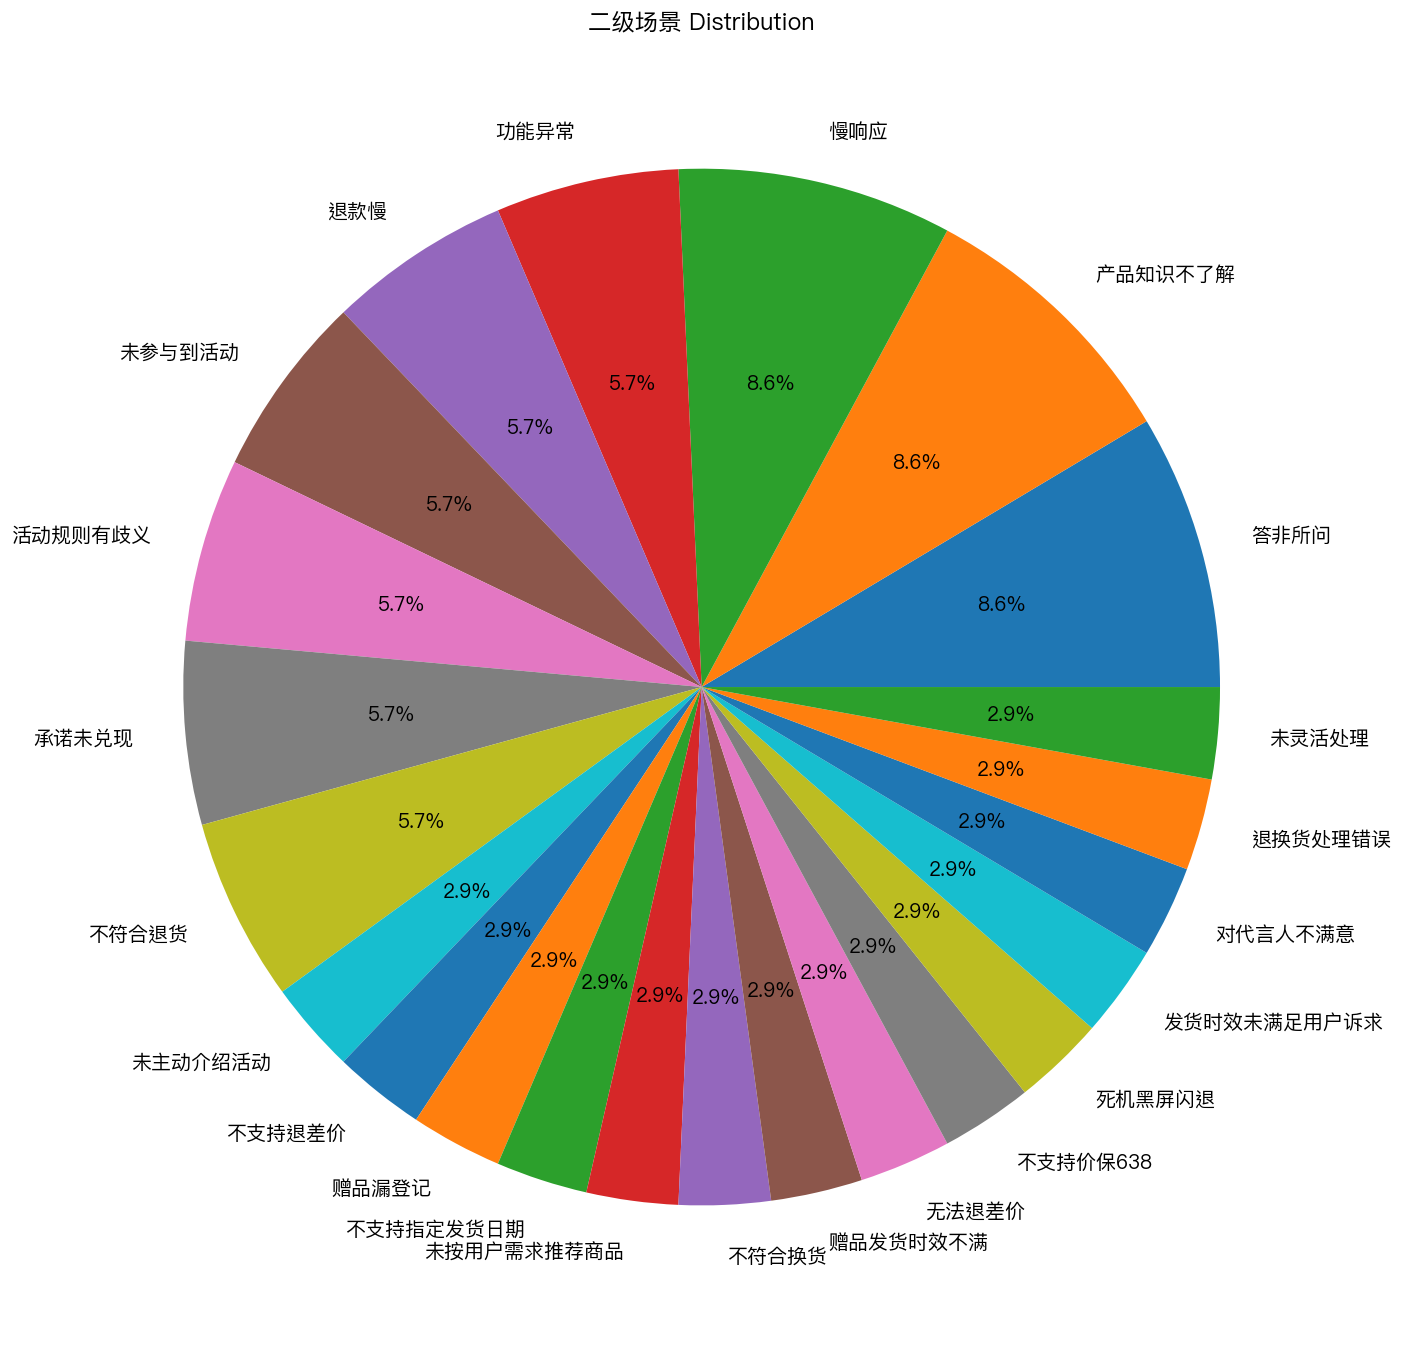 二级场景 Distribution
功能异常
慢响应
退款慢
产品知识不了解
未参与到活动
5.7%
8.6%
5.7%
8.6%
5.7%
活动规则有歧义
答非所问
5.7%
8.6%
5.7%
2.9%
承诺未兑现
未灵活处理
2.9%
5.7%
2.9%
退换货处理错误
2.9%
2.9%
2.9%
不符合退货
2.9%
对代言人不满意
2.9%
2.9%
2.9%
2.9%
2.9%
2.9%
2.9%
发货时效未满足用户诉求
未主动介绍活动
死机黑屏闪退
不支持退差价
不支持价保638
赠品漏登记
无法退差价
不支持指定发货日期
赠品发货时效不满
未按用户需求推荐商品
不符合换货